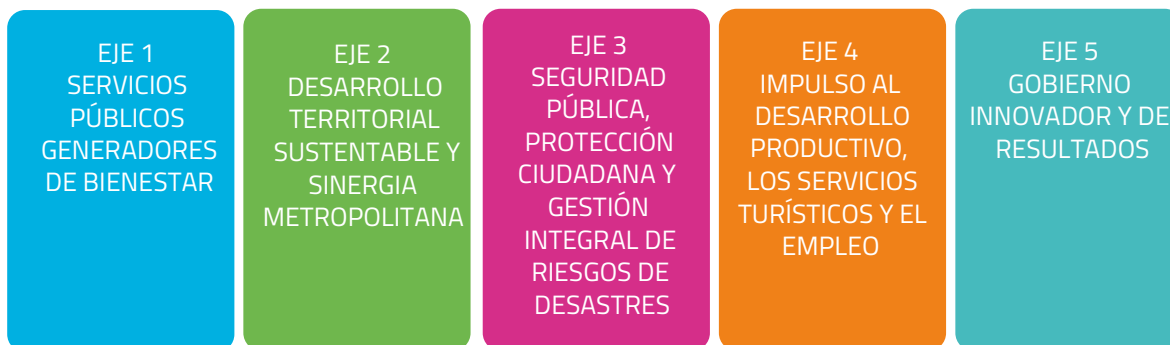 EJE 1
SERVICIOS
PÚBLICOS
GENERADORES
DE BIENESTAR
EJE 2
DESARROLLO
TERRITORIAL
SUSTENTABLE Y
SINERGIA
METROPOLITANA
EJE 3
SEGURIDAD
PÚBLICA,
PROTECCIÓN
CIUDADANA Y
GESTIÓN
INTEGRAL DE
RIESGOS DE
DESASTRES
EJE 4
IMPULSO AL
DESARROLLO
PRODUCTIVO,
LOS SERVICIOS
TURÍSTICOS Y EL
EMPLEO
EJE 5
GOBIERNO
INNOVADOR Y DE
RESULTADOS